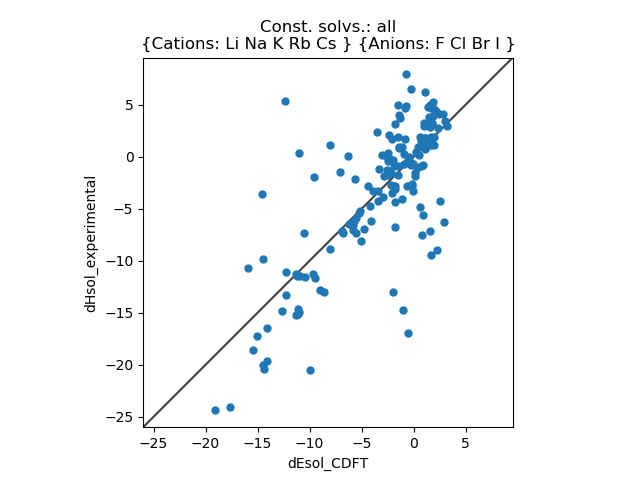 Const. solvs.: all
{Cations: Li Na K Rb Cs } {Anions: F Cl Br I }
5
0
−5
−10
−15
−20
−25
dHsol_experimental
−25 −20 −15 −10 −5 0 5
dEsol_CDFT